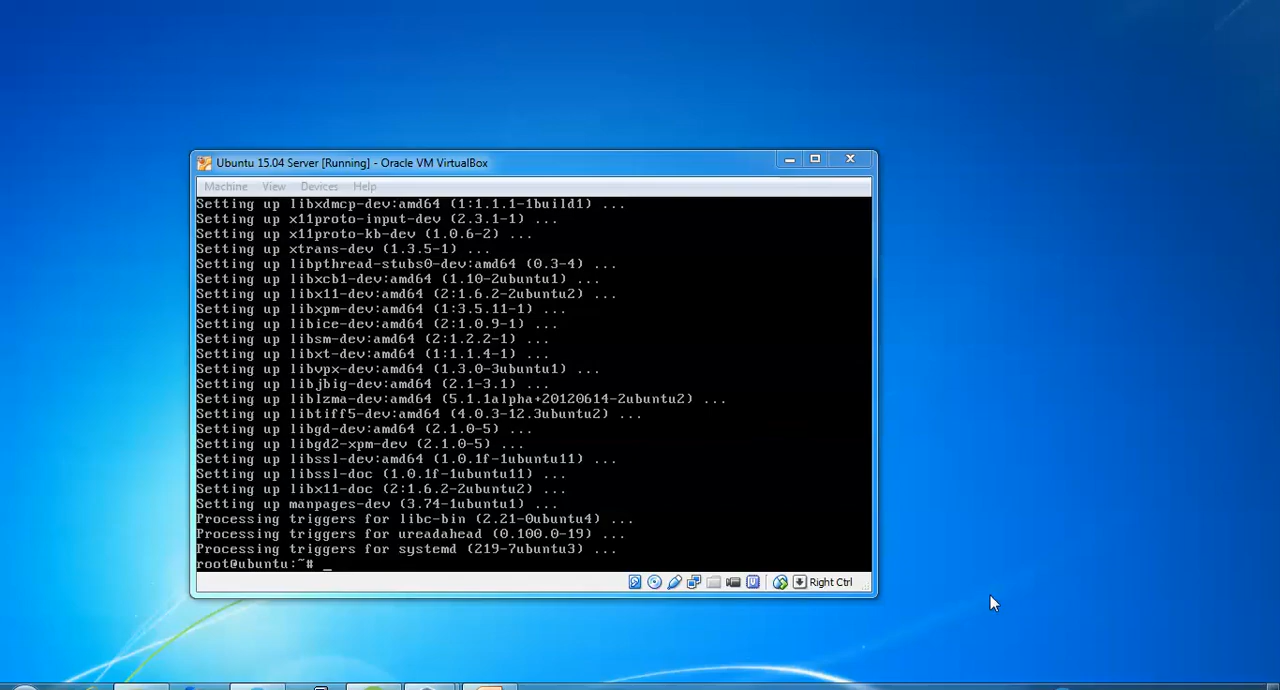 Ubuntu 15.04 Server [Running] - Oracle VM VirtualBox
Machine View Devices Help
Setting up libxdmcp-dev:amd64 (1:1.1.1-1build1) ...
Setting up x11proto-input-dev (2.3.1-1) ...
Setting up x11proto-kb-dev (1.0.6-2) ...
Setting up xtrans-dev (1.3.5-1) ...
Setting up libpthread-stubs0-dev:amd64 (0.3-4) ...
Setting up libxcb1-dev:amd64 (1.10-2ubuntu1) ...
Setting up libx11-dev:amd64 (2:1.6.2-2ubuntu2) ...
Setting up libxpm-dev:amd64 (1:3.5.11-1) ...
Setting up libice-dev:amd64 (2:1.0.9-1) ...
Setting up libsm-dev:amd64 (2:1.2.2-1) ...
Setting up libxt-dev:amd64 (1:1.1.4-1) ...
Setting up libvpx-dev:amd64 (1.3.0-3ubuntu1) ...
Setting up libjbig-dev:amd64 (2.1-3.1) ...
Setting up liblzma-dev:amd64 (5.1.1alpha+20120614-2ubuntu2) ...
Setting up libtiff5-dev:amd64 (4.0.3-12.3ubuntu2) ...
Setting up libgd-dev:amd64 (2.1.0-5) ...
Setting up libgd2-xpm-dev (2.1.0-5) ...
Setting up libssl-dev:amd64 (1.0.1f-1ubuntu11) ...
Setting up libssl-doc (1.0.1f-1ubuntu11) ...
Setting up libx11-doc (2:1.6.2-2ubuntu2) ...
Setting up manpages-dev (3.74-1ubuntu1) ...
Processing triggers for libc-bin (2.21-0ubuntu4) ...
Processing triggers for ureadahead (0.100.0-19) ...
Processing triggers for systemd (219-7ubuntu3) ...
root@ubuntu:~# _
Right Ctrl